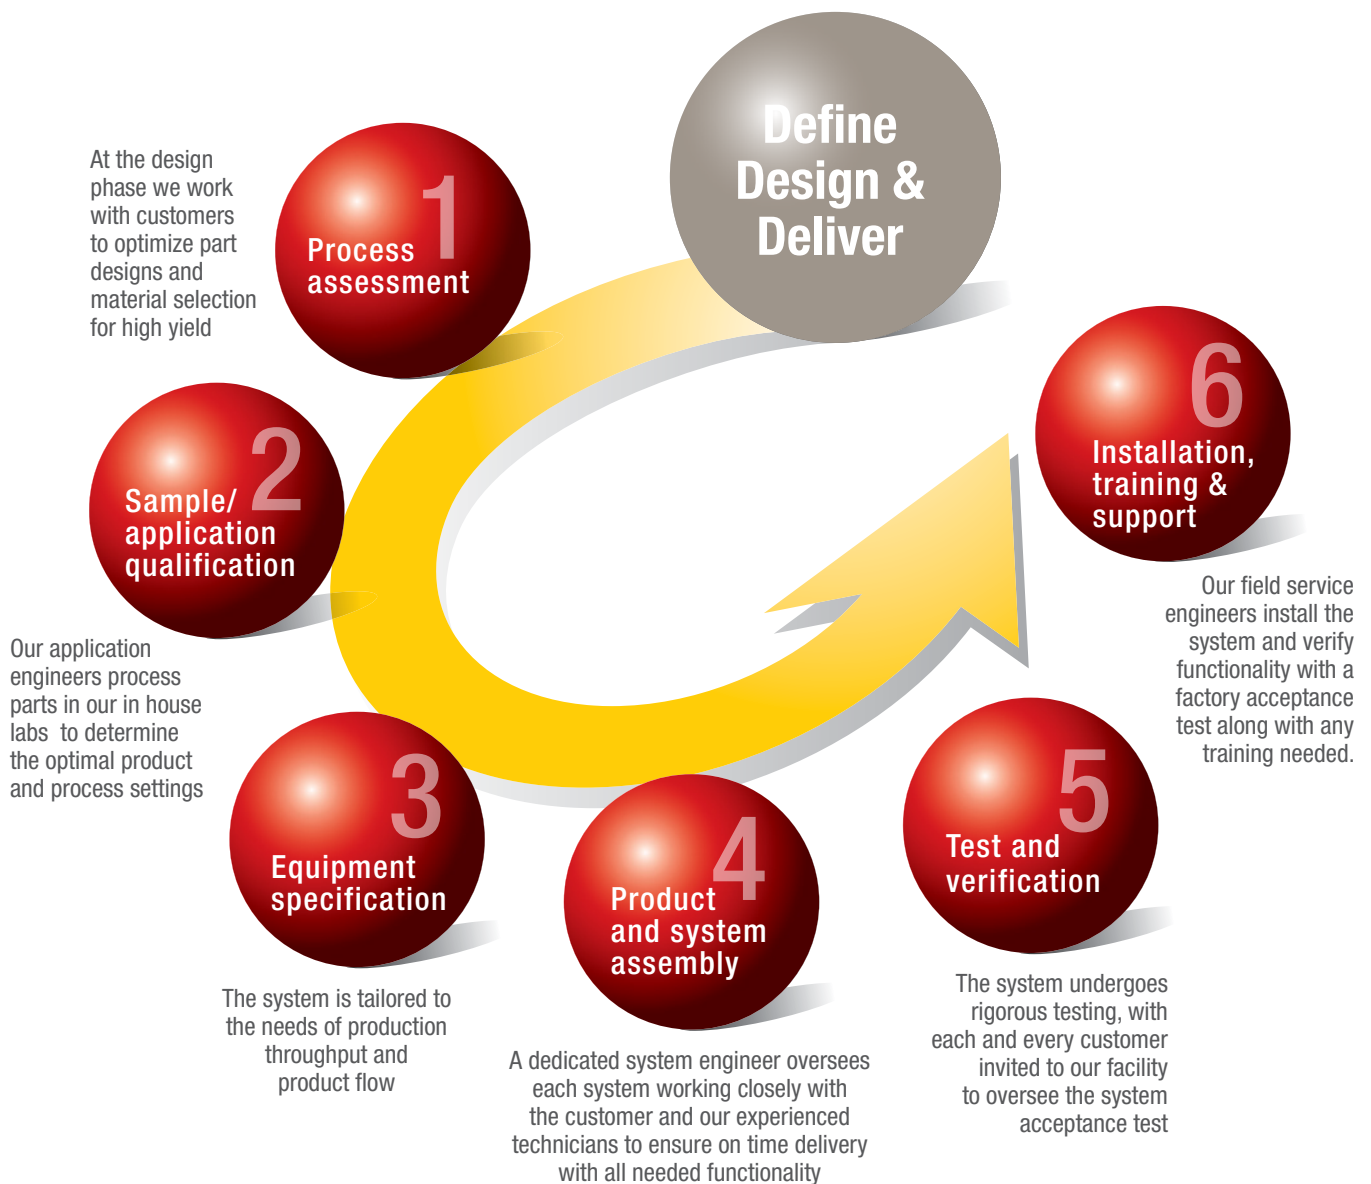 Define
Design &
Deliver
1
Process
assessment
At the design
phase we work
with customers
to optimize part
designs and
material selection
for high yield
2
Sample/
application
qualification
Our application
engineers process
parts in our in house
labs  to determine
the optimal product
and process settings
3
Equipment
specification
The system is tailored to
the needs of production
throughput and
product flow
4
Product
and system
assembly
A dedicated system engineer oversees
each system working closely with
the customer and our experienced
technicians to ensure on time delivery
with all needed functionality
5
Test and
verification
The system undergoes
rigorous testing, with
each and every customer
invited to our facility
to oversee the system
acceptance test
6
Installation,
training &
support
Our field service
engineers install the
system and verify
functionality with a
factory acceptance
test along with any
training needed.